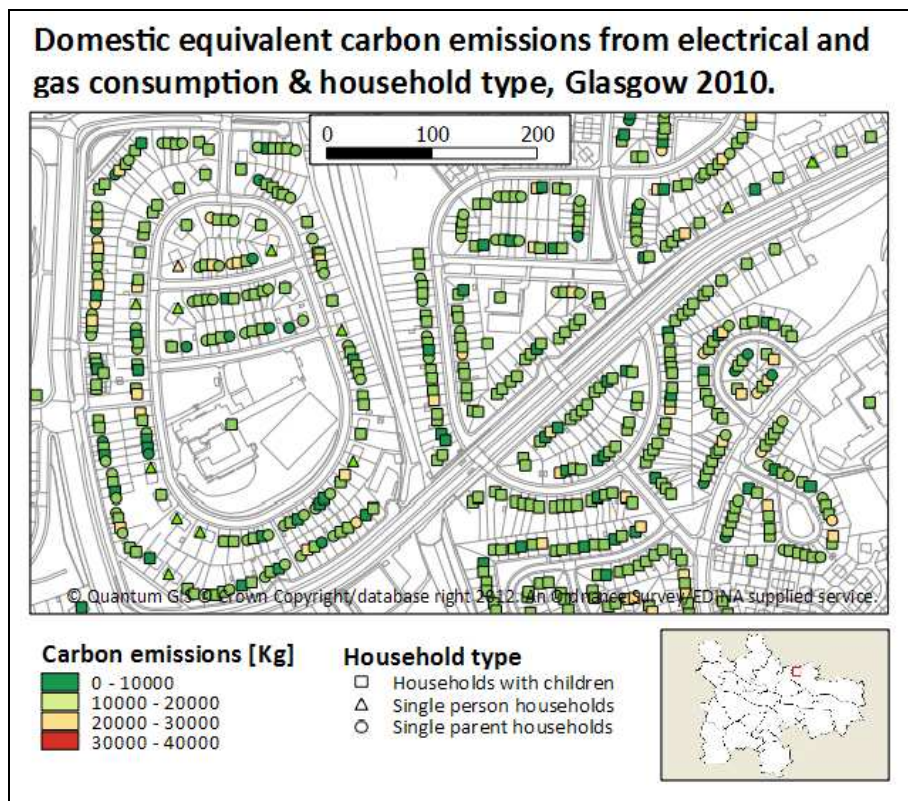 Domestic equivalent carbon emissions from electrical and
gas consumption & household type, Glasgow 2010.
0 100 200
© Quantum GIS © Crown Copyright/database right 2012. An Ordnance Survey/EDINA supplied service.
Carbon emissions [Kg]
0 - 10000
10000 - 20000
20000 - 30000
30000 - 40000
Household type
Households with children
Single person households
Single parent households